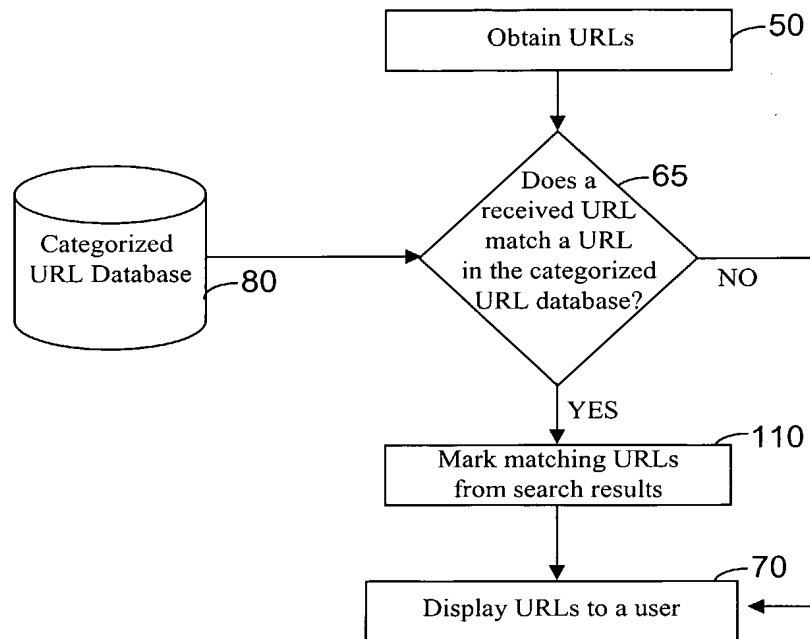 Obtain URLs
50
Does a
received URL
match a URL
in the categorized
URL database?
65
Categorized
URL Database
80
NO
YES
Mark matching URLs
from search results
110
Display URLs to a user
70